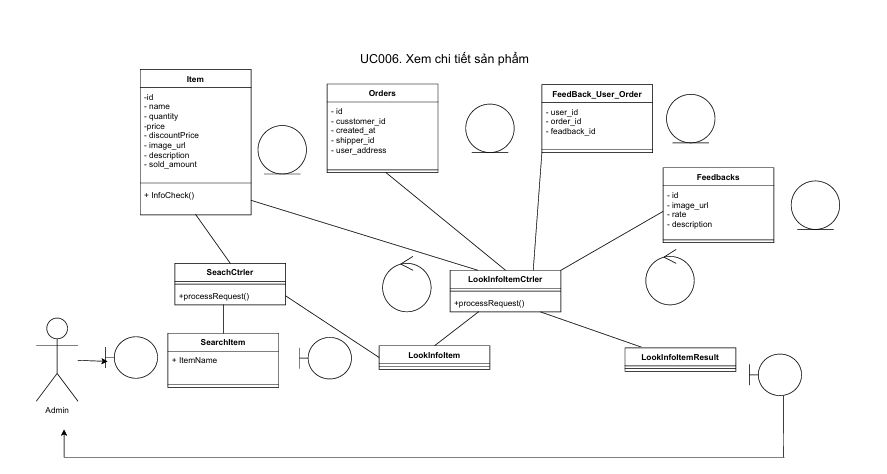 UC006. Xem chi tiết sản phẩm
Item
-id
- name
- quantity
-price
- discountPrice
- image_url
- description
- sold_amount
+ InfoCheck()
Orders
- id
- cusstomer_id
- created_at
- shipper_id
- user_address
FeedBack_User_Order
- user_id
- order_id
- feadback_id
Feedbacks
- id
- image_url
- rate
- description
SeachCtrler
+processRequest()
LookInfoItemCtrler
+processRequest()
SearchItem
+ ItemName
LookInfoItem
LookInfoItemResult
Admin